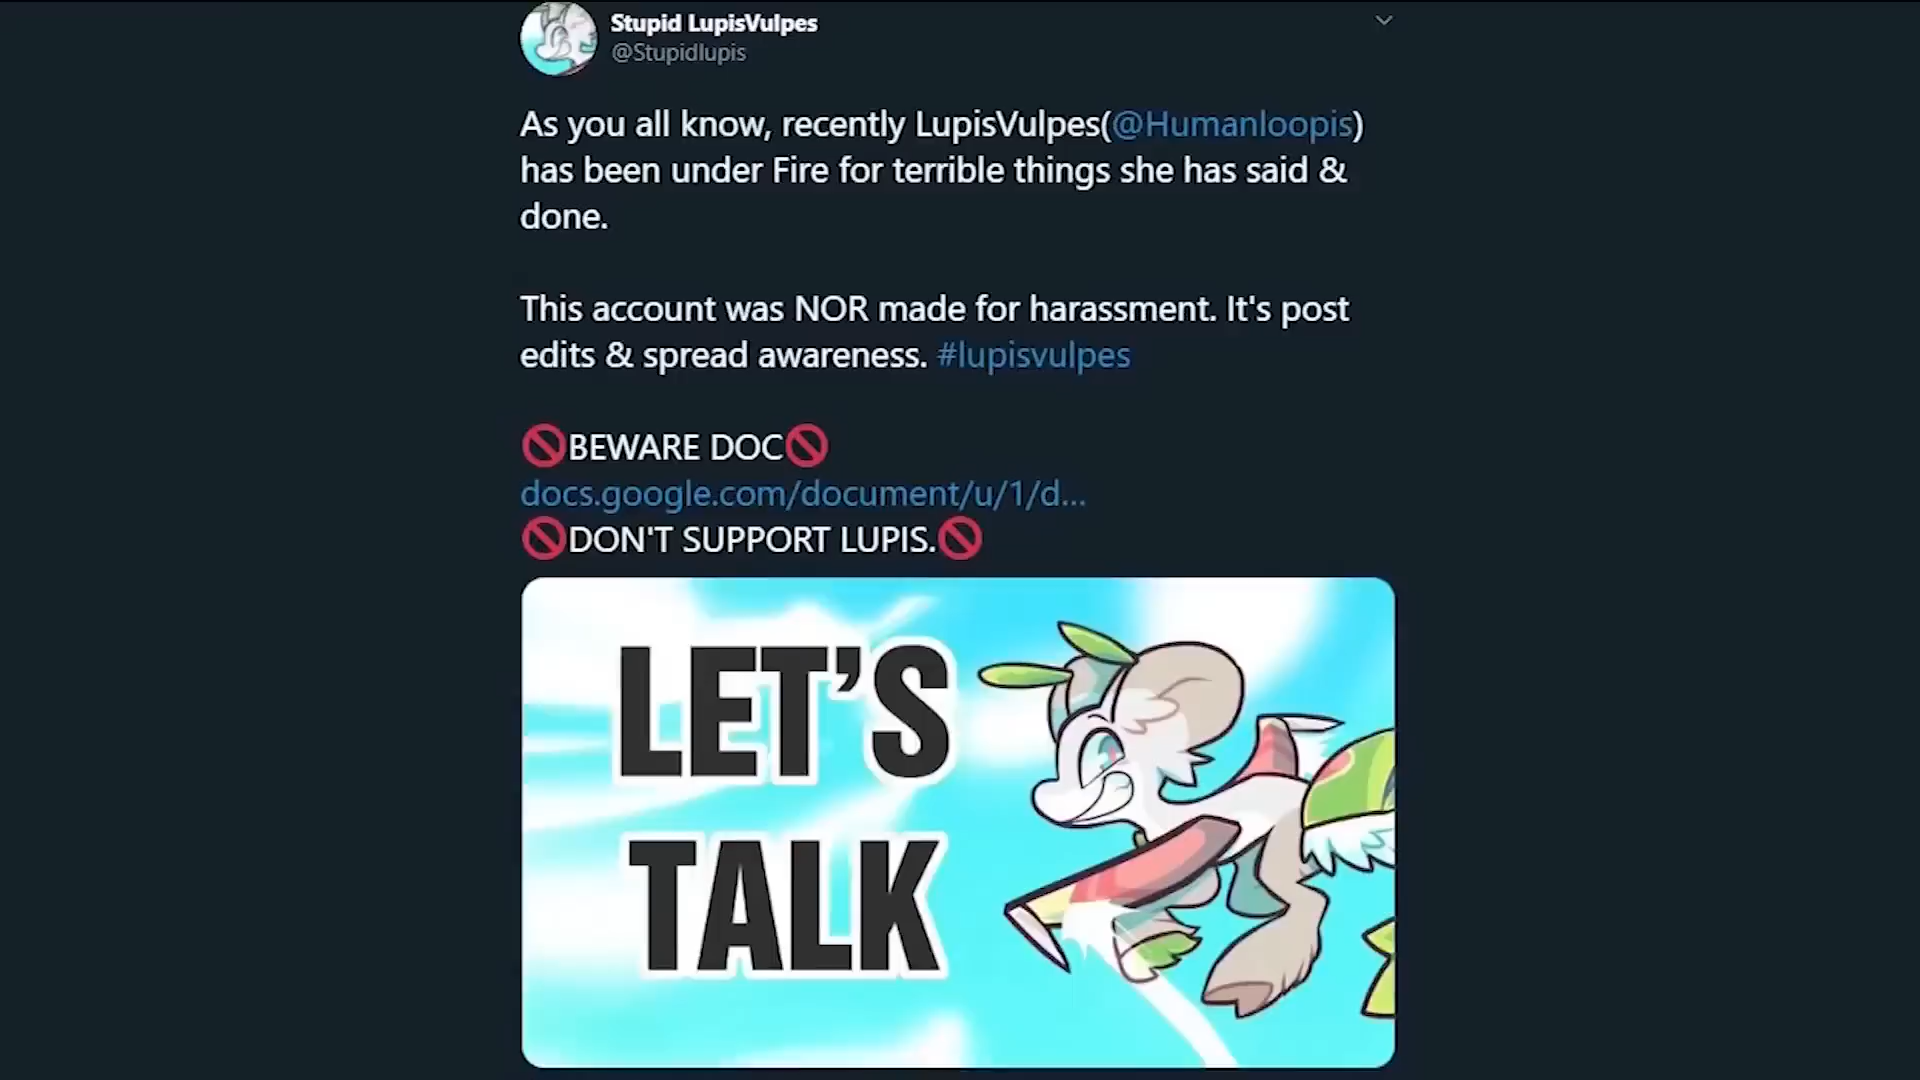 Stupid LupisVulpes
@Stupidlupis
As you all know, recently LupisVulpes(@Humanloopis)
has been under Fire for terrible things she has said &
done.
This account was NOR made for harassment. It's post
edits & spread awareness. #lupisvulpes
🚫BEWARE DOC🚫
docs.google.com/document/u/1/d...
🚫DON'T SUPPORT LUPIS.🚫
LET'S
TALK